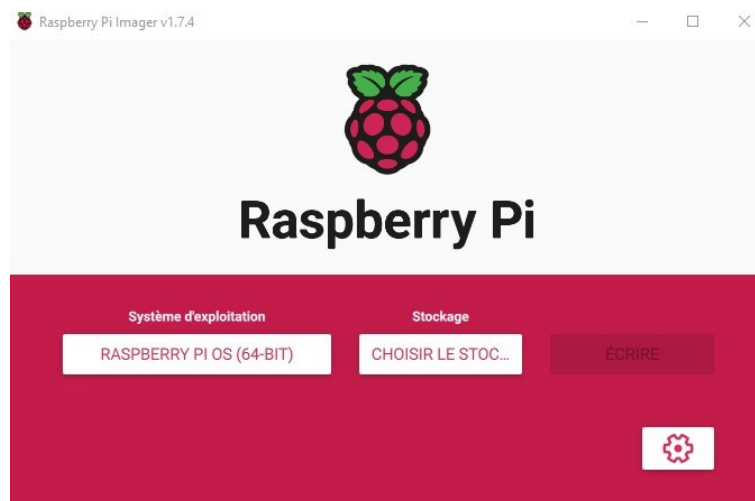 Raspberry Pi Imager v1.7.4
Raspberry Pi
Système d'exploitation
Stockage
RASPBERRY PI OS (64-BIT)
CHOISIR LE STOC...
ÉCRIRE